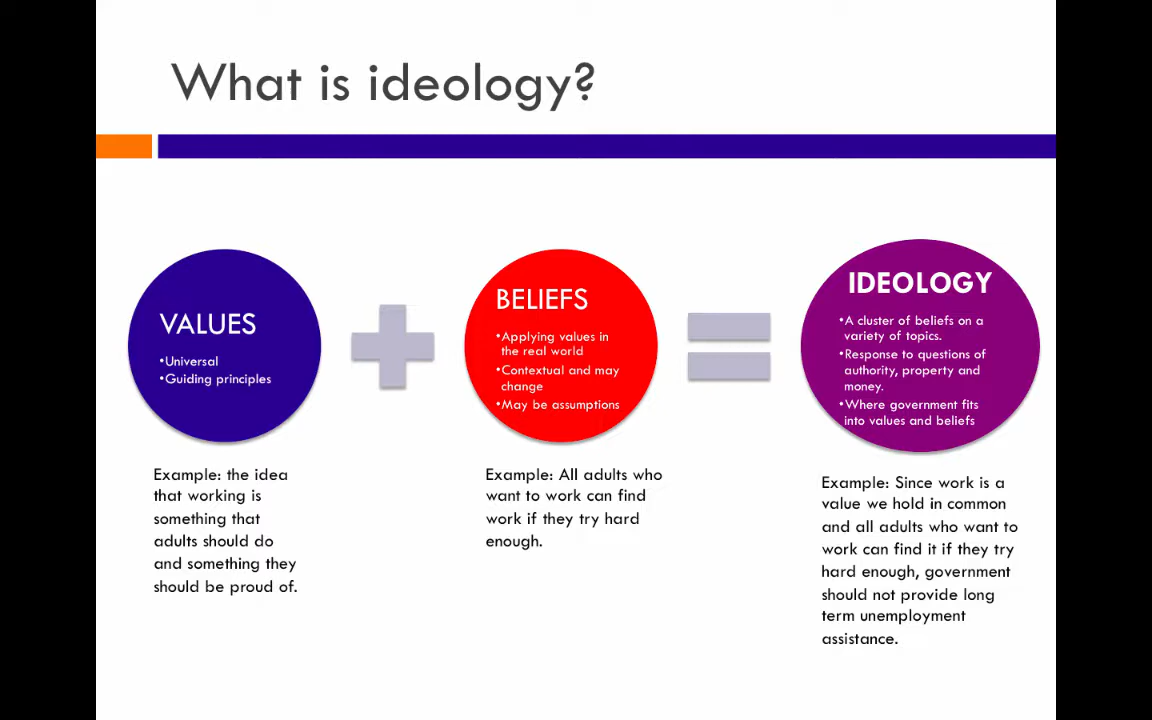 What is ideology?
VALUES
•Universal
•Guiding principles
BELIEFS
•Applying values in
the real world
•Contextual and may
change
•May be assumptions
IDEOLOGY
•A cluster of beliefs on a
variety of topics.
•Response to questions of
authority, property and
money.
•Where government fits
into values and beliefs
Example: the idea
that working is
something that
adults should do
and something they
should be proud of.
Example: All adults who
want to work can find
work if they try hard
enough.
Example: Since work is a
value we hold in common
and all adults who want to
work can find it if they try
hard enough, government
should not provide long
term unemployment
assistance.